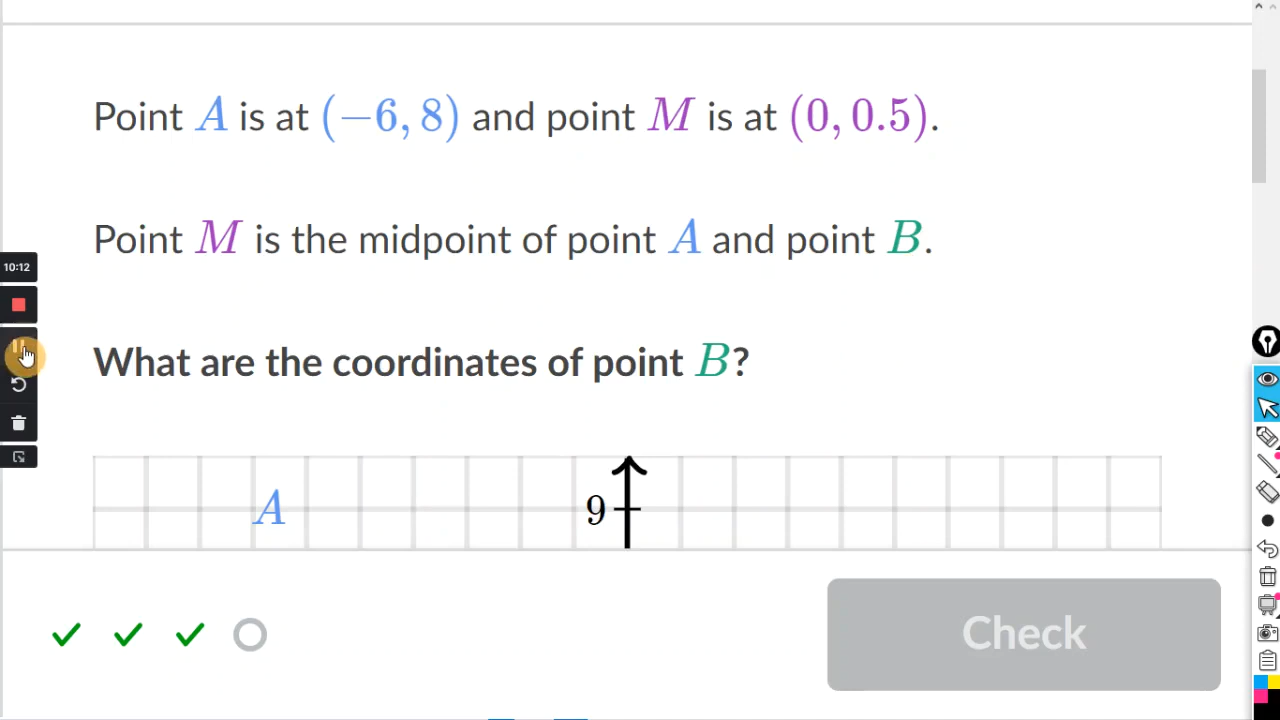 Point A is at (−6, 8) and point M is at (0, 0.5).
Point M is the midpoint of point A and point B.
10:12
What are the coordinates of point B?
A 9
Check